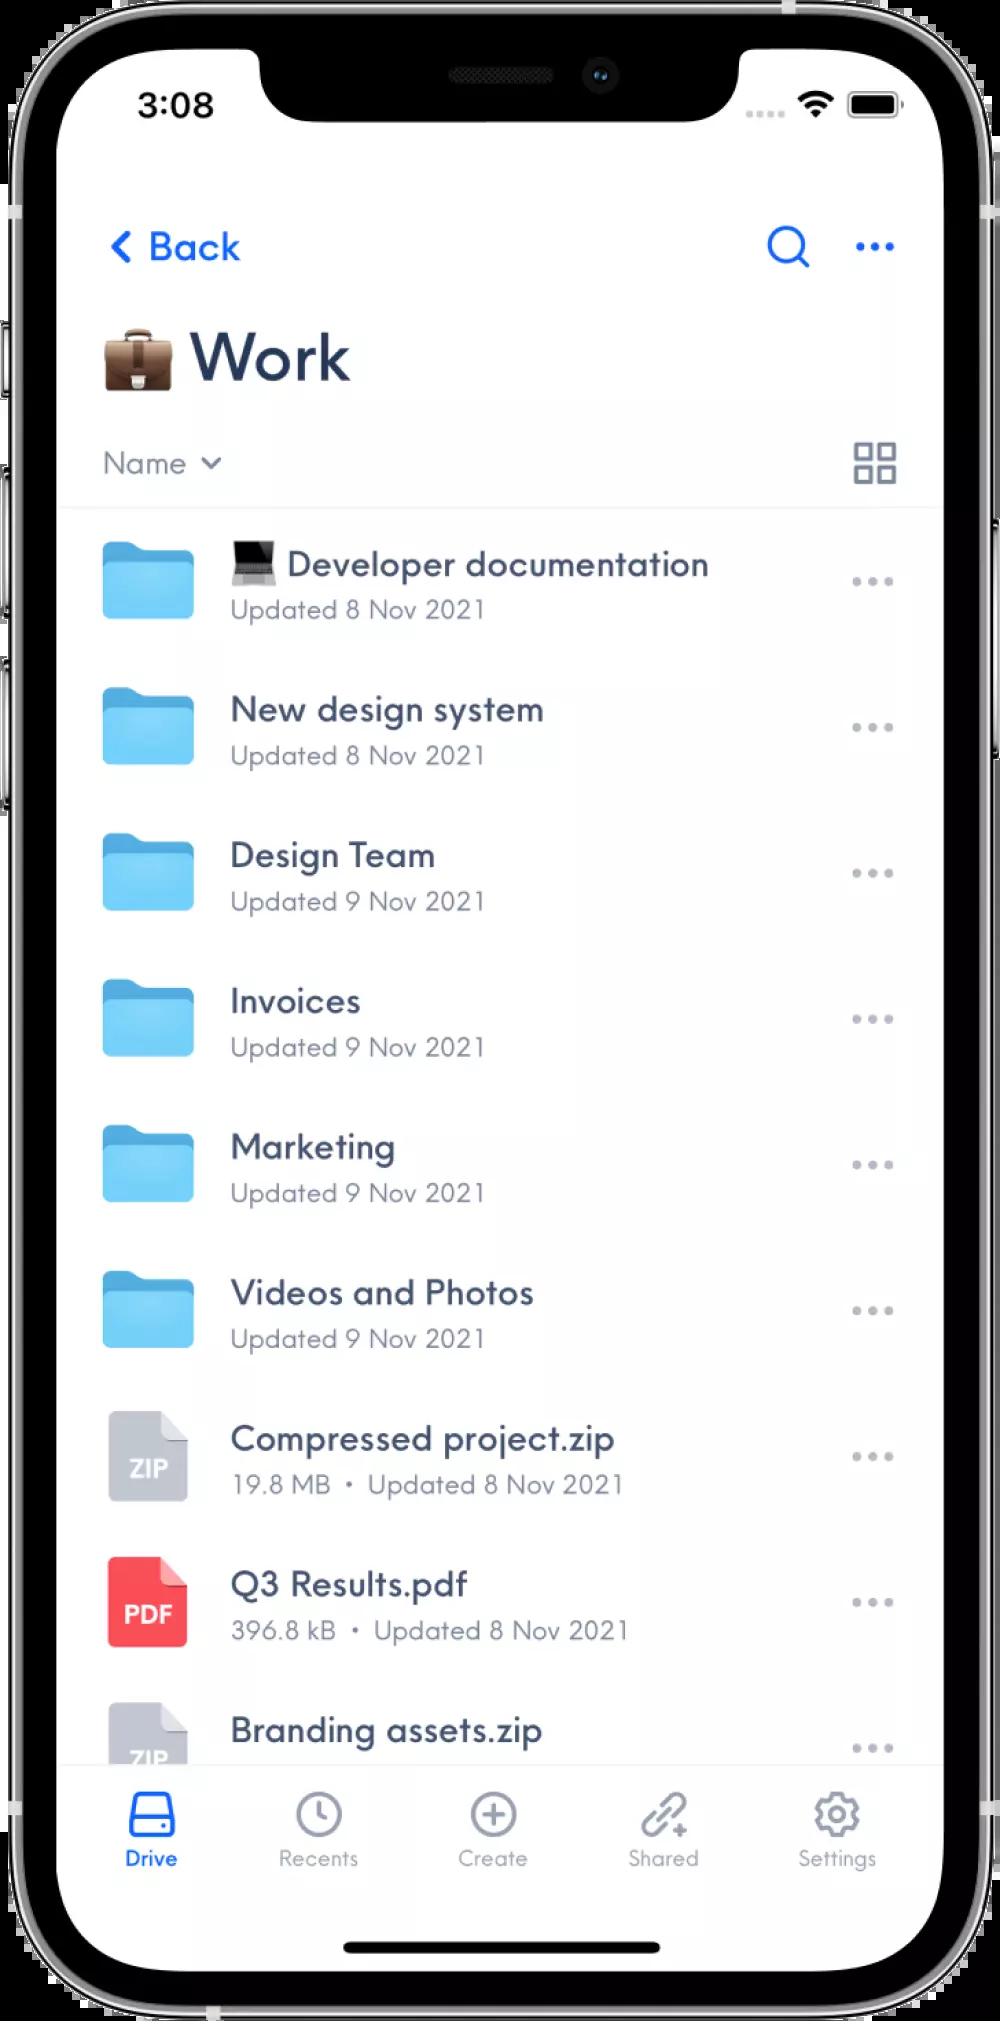 3:08
Back
Work
Name
Developer documentation
Updated 8 Nov 2021
New design system
Updated 8 Nov 2021
Design Team
Updated 9 Nov 2021
Invoices
Updated 9 Nov 2021
Marketing
Updated 9 Nov 2021
Videos and Photos
Updated 9 Nov 2021
Compressed project.zip
ZIP
19.8 MB • Updated 8 Nov 2021
Q3 Results.pdf
PDF
396.8 kB • Updated 8 Nov 2021
Branding assets.zip
ZIP
Drive Recents Create Shared Settings